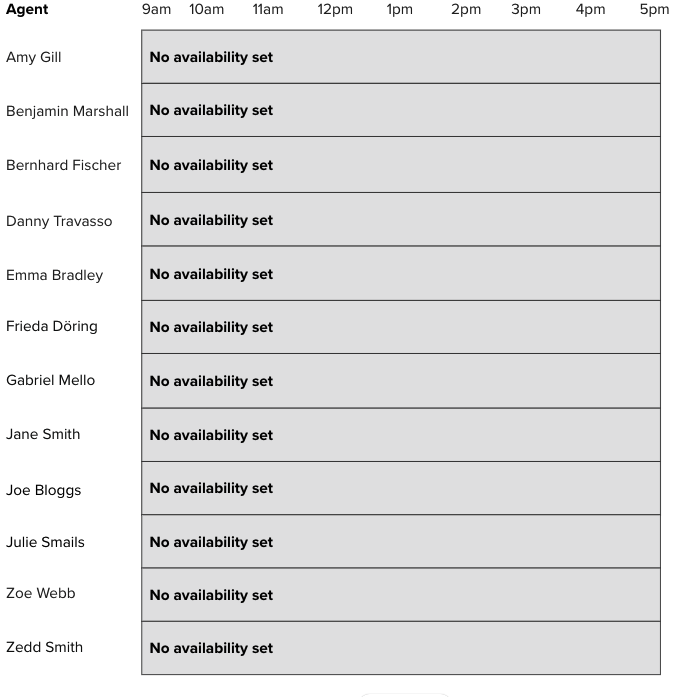 Agent 9am 10am 11am 12pm 1pm 2pm 3pm 4pm 5pm
Amy Gill No availability set
Benjamin Marshall No availability set
Bernhard Fischer No availability set
Danny Travasso No availability set
Emma Bradley No availability set
Frieda Döring No availability set
Gabriel Mello No availability set
Jane Smith No availability set
Joe Bloggs No availability set
Julie Smails No availability set
Zoe Webb No availability set
Zedd Smith No availability set